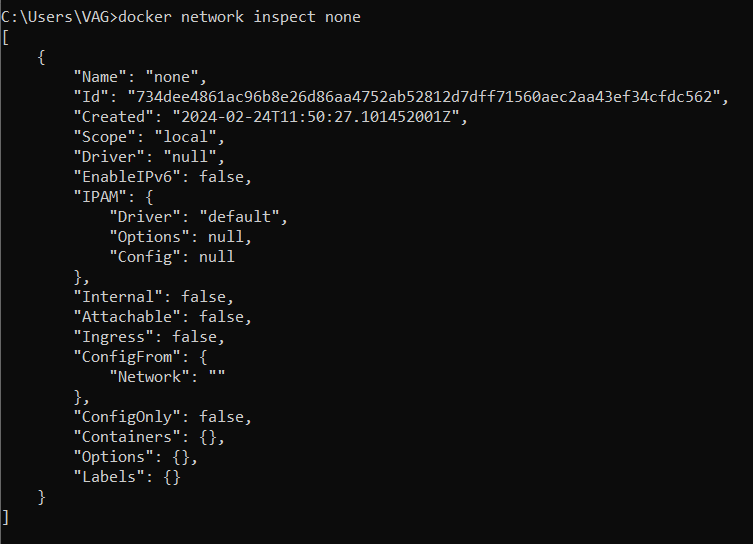 C:\Users\VAG>docker network inspect none
[
    {
        "Name": "none",
        "Id": "734dee4861ac96b8e26d86aa4752ab52812d7dff71560aec2aa43ef34cfdc562",
        "Created": "2024-02-24T11:50:27.101452001Z",
        "Scope": "local",
        "Driver": "null",
        "EnableIPv6": false,
        "IPAM": {
            "Driver": "default",
            "Options": null,
            "Config": null
        },
        "Internal": false,
        "Attachable": false,
        "Ingress": false,
        "ConfigFrom": {
            "Network": ""
        },
        "ConfigOnly": false,
        "Containers": {},
        "Options": {},
        "Labels": {}
    }
]